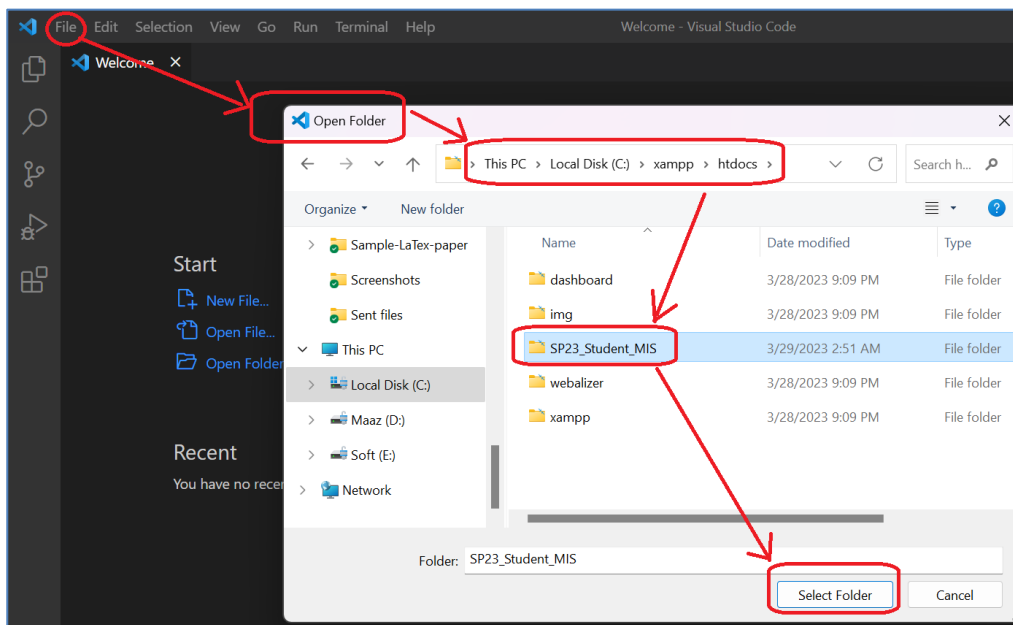 File Edit Selection View Go Run Terminal Help Welcome - Visual Studio Code
Welcome
Start
New File...
Open File...
Open Folder
Recent
You have no recen
Open Folder
This PC > Local Disk (C:) > xampp > htdocs >
Search h...
Organize New folder
Sample-LaTex-paper
Screenshots
Sent files
This PC
Local Disk (C:)
Maaz (D:)
Soft (E:)
Network
Name Date modified Type
dashboard 3/28/2023 9:09 PM File folder
img 3/28/2023 9:09 PM File folder
SP23_Student_MIS 3/29/2023 2:51 AM File folder
webalizer 3/28/2023 9:09 PM File folder
xampp 3/28/2023 9:09 PM File folder
Folder: SP23_Student_MIS
Select Folder Cancel